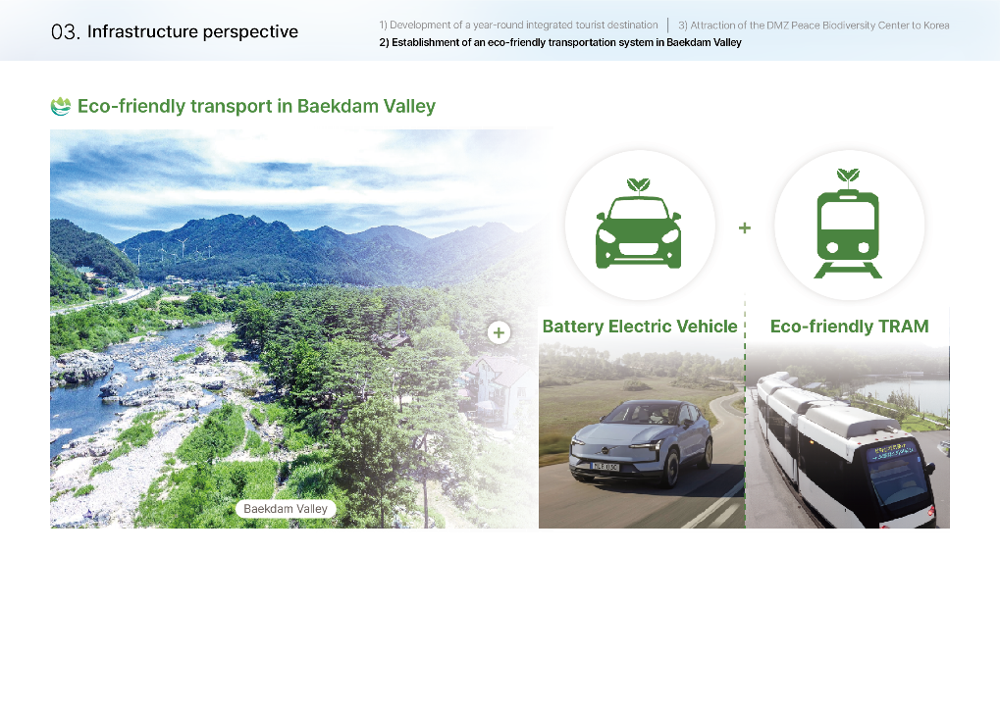 03. Infrastructure perspective
1) Development of a year-round integrated tourist destination | 3) Attraction of the DMZ Peace Biodiversity Center to Korea
2) Establishment of an eco-friendly transportation system in Baekdam Valley
Eco-friendly transport in Baekdam Valley
+
+
Battery Electric Vehicle
Eco-friendly TRAM
Baekdam Valley